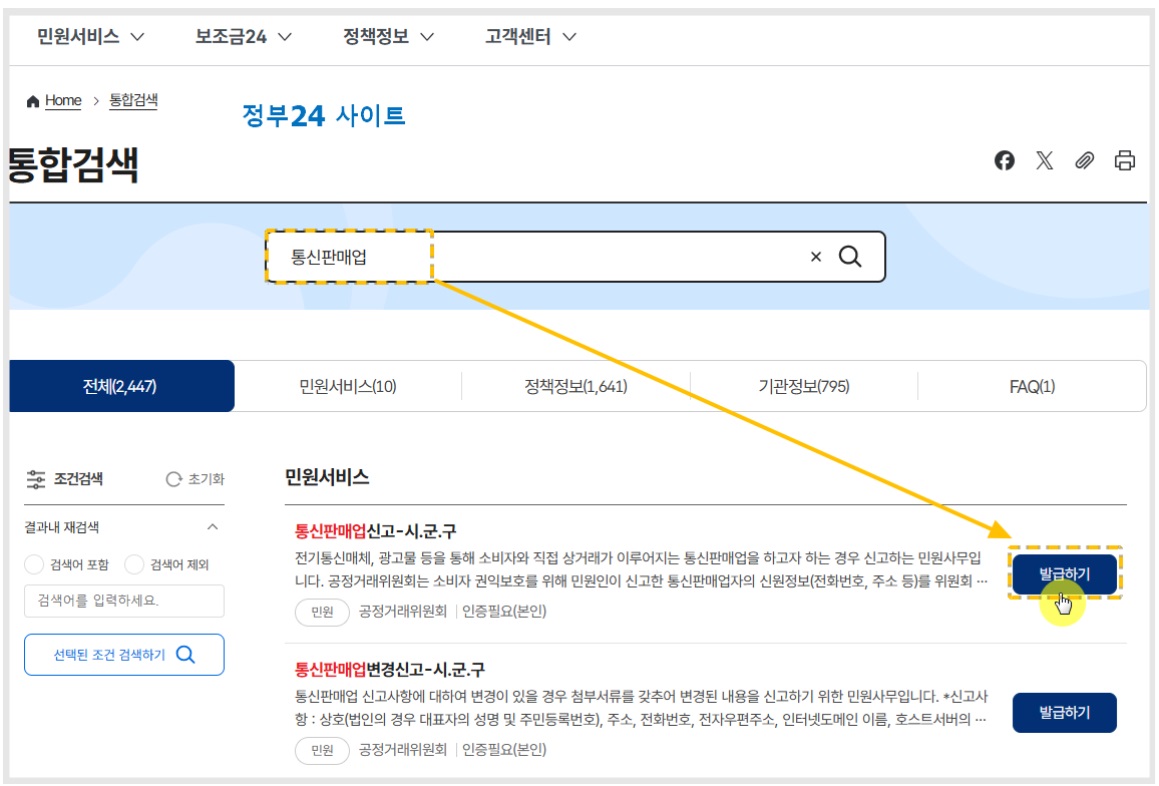 민원서비스 보조금24 정책정보 고객센터
Home > 통합검색
정부24 사이트
통합검색
통신판매업
전체(2,447) 민원서비스(10) 정책정보(1,641) 기관정보(795) FAQ(1)
조건검색 초기화
결과내 재검색
검색어 포함 검색어 제외
검색어를 입력하세요.
선택된 조건 검색하기
민원서비스
통신판매업신고-시.군.구
전기통신매체, 광고물 등을 통해 소비자와 직접 상거래가 이루어지는 통신판매업을 하고자 하는 경우 신고하는 민원사무입
니다. 공정거래위원회는 소비자 권익보호를 위해 민원인이 신고한 통신판매업자의 신원정보(전화번호, 주소 등)를 위원회 ···
발급하기
민원 공정거래위원회 인증필요(본인)
통신판매업변경신고-시.군.구
통신판매업 신고사항에 대하여 변경이 있을 경우 첨부서류를 갖추어 변경된 내용을 신고하기 위한 민원사무입니다. *신고사
항 : 상호(법인의 경우 대표자의 성명 및 주민등록번호), 주소, 전화번호, 전자우편주소, 인터넷도메인 이름, 호스트서버의 ···
발급하기
민원 공정거래위원회 인증필요(본인)